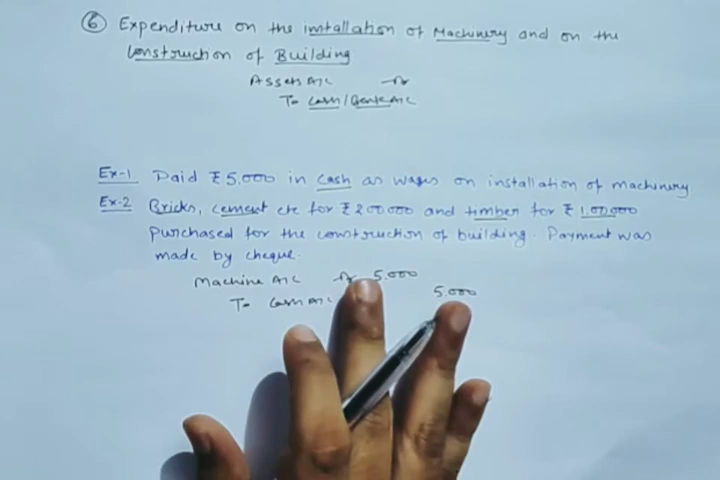 ⑥ Expenditure on the installation of Machinery and on the
Construction of Building
Assets A/c Dr
To Cash/Bank A/c
Ex-1 Paid ₹5,000 in cash as wages on installation of machinery
Ex-2 Bricks, cement etc for ₹200000 and timber for ₹1,00,000
purchased for the construction of building. Payment was
made by cheque.
Machine A/c Dr 5,000
To Cash A/c 5,000